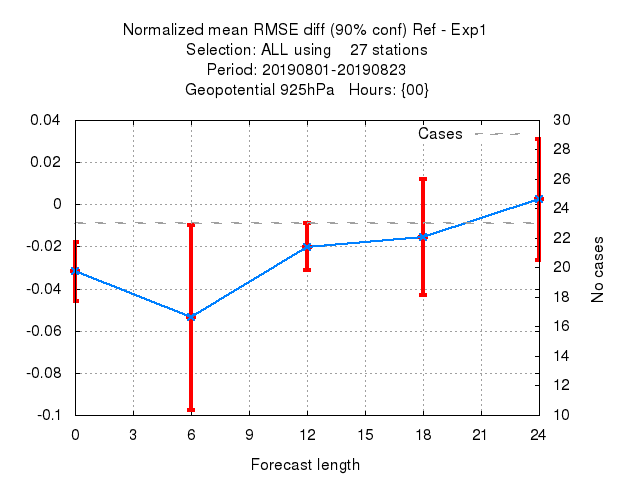 Normalized mean RMSE diff (90% conf) Ref - Exp1
Selection: ALL using    27 stations
Period: 20190801-20190823
Geopotential 925hPa   Hours: {00}
Cases
0.04
0.02
0
-0.02
-0.04
-0.06
-0.08
-0.1
30
28
26
24
22
20
18
16
14
12
10
No cases
0 3 6 9 12 15 18 21 24
Forecast length